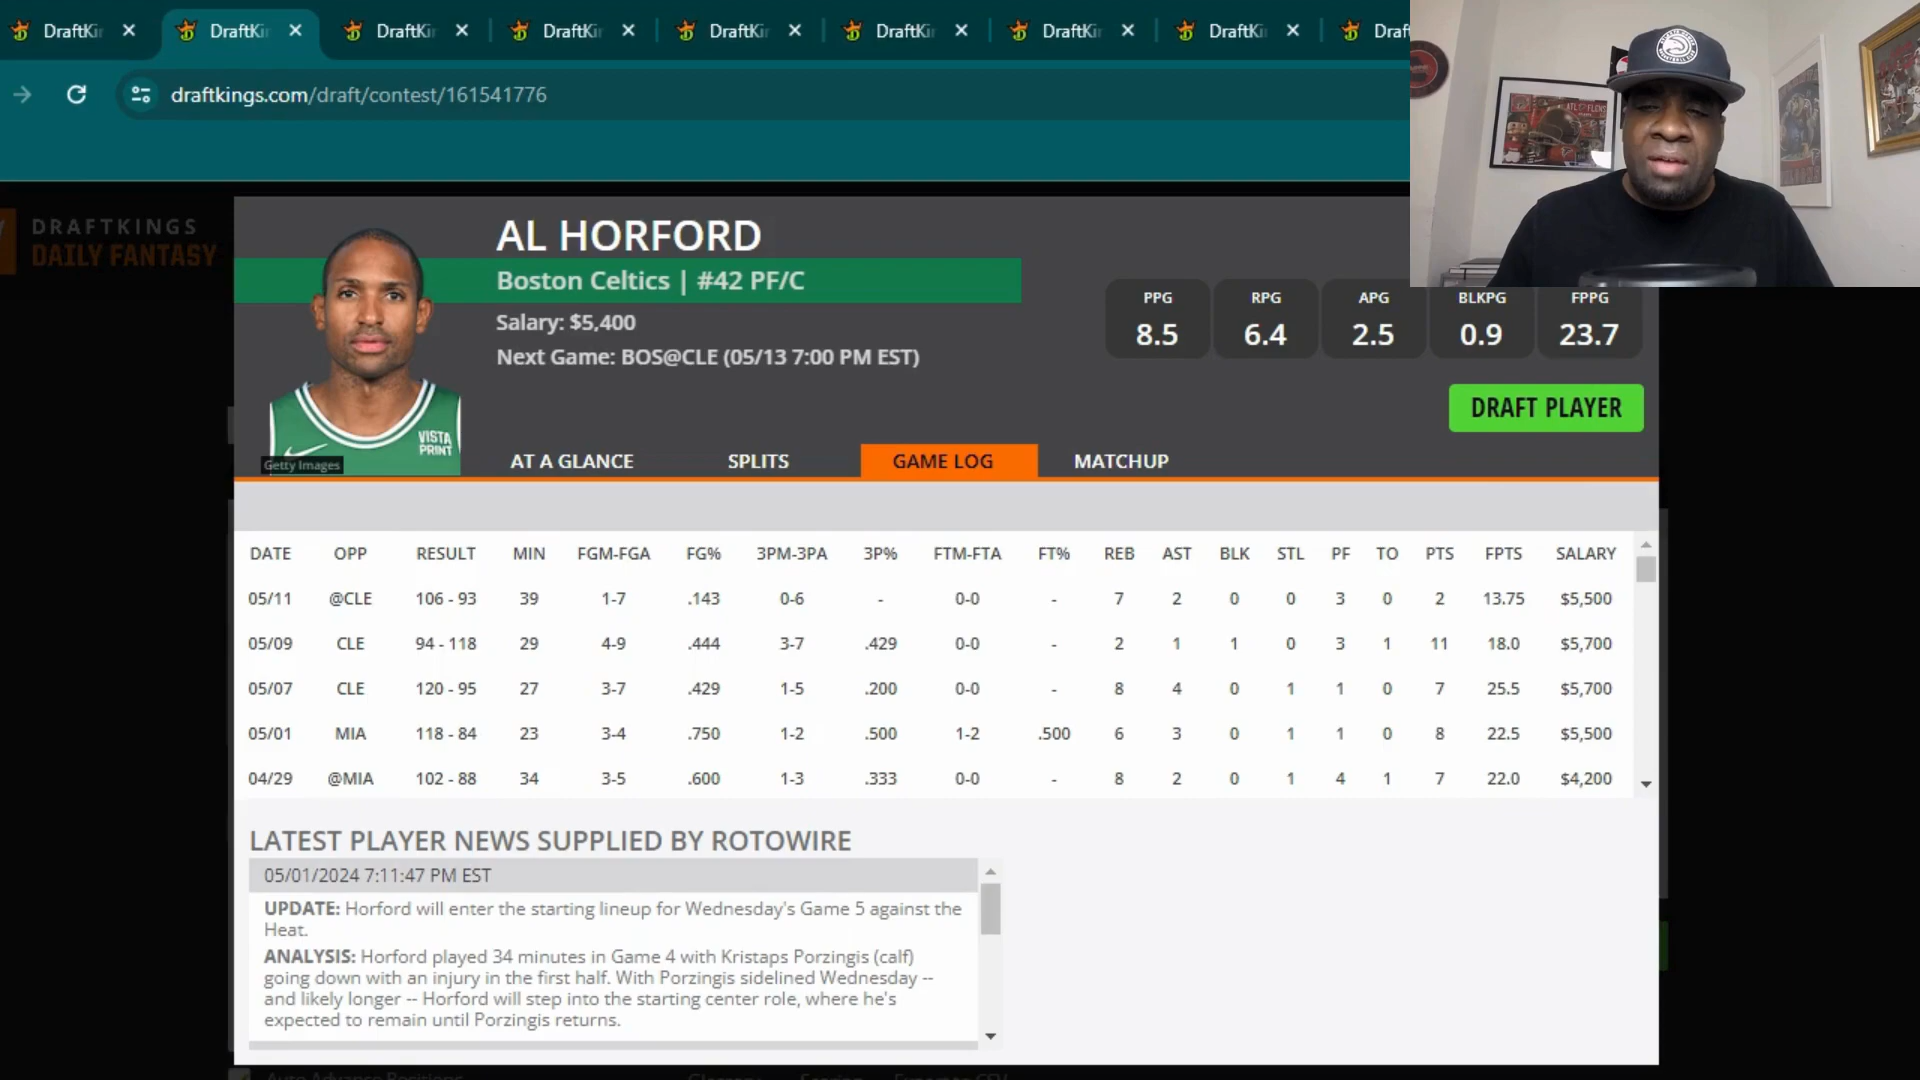 DraftKin DraftKin DraftKin DraftKin DraftKin DraftKin DraftKin DraftKin Draft
draftkings.com/draft/contest/161541776
DRAFTKINGS
DAILY FANTASY
AL HORFORD
Boston Celtics | #42 PF/C
Salary: $5,400
Next Game: BOS@CLE (05/13 7:00 PM EST)
PPG RPG APG BLKPG FPPG
8.5 6.4 2.5 0.9 23.7
DRAFT PLAYER
VISTA
PRINT
Getty Images
AT A GLANCE SPLITS GAME LOG MATCHUP
DATE OPP RESULT MIN FGM-FGA FG% 3PM-3PA 3P% FTM-FTA FT% REB AST BLK STL PF TO PTS FPTS SALARY
05/11 @CLE 106 - 93 39 1-7 .143 0-6 - 0-0 - 7 2 0 0 3 0 2 13.75 $5,500
05/09 CLE 94 - 118 29 4-9 .444 3-7 .429 0-0 - 2 1 1 0 3 1 11 18.0 $5,700
05/07 CLE 120 - 95 27 3-7 .429 1-5 .200 0-0 - 8 4 0 1 1 0 7 25.5 $5,700
05/01 MIA 118 - 84 23 3-4 .750 1-2 .500 1-2 .500 6 3 0 1 1 0 8 22.5 $5,500
04/29 @MIA 102 - 88 34 3-5 .600 1-3 .333 0-0 - 8 2 0 1 4 1 7 22.0 $4,200
LATEST PLAYER NEWS SUPPLIED BY ROTOWIRE
05/01/2024 7:11:47 PM EST
UPDATE: Horford will enter the starting lineup for Wednesday's Game 5 against the
Heat.
ANALYSIS: Horford played 34 minutes in Game 4 with Kristaps Porzingis (calf)
going down with an injury in the first half. With Porzingis sidelined Wednesday --
and likely longer -- Horford will step into the starting center role, where he's
expected to remain until Porzingis returns.